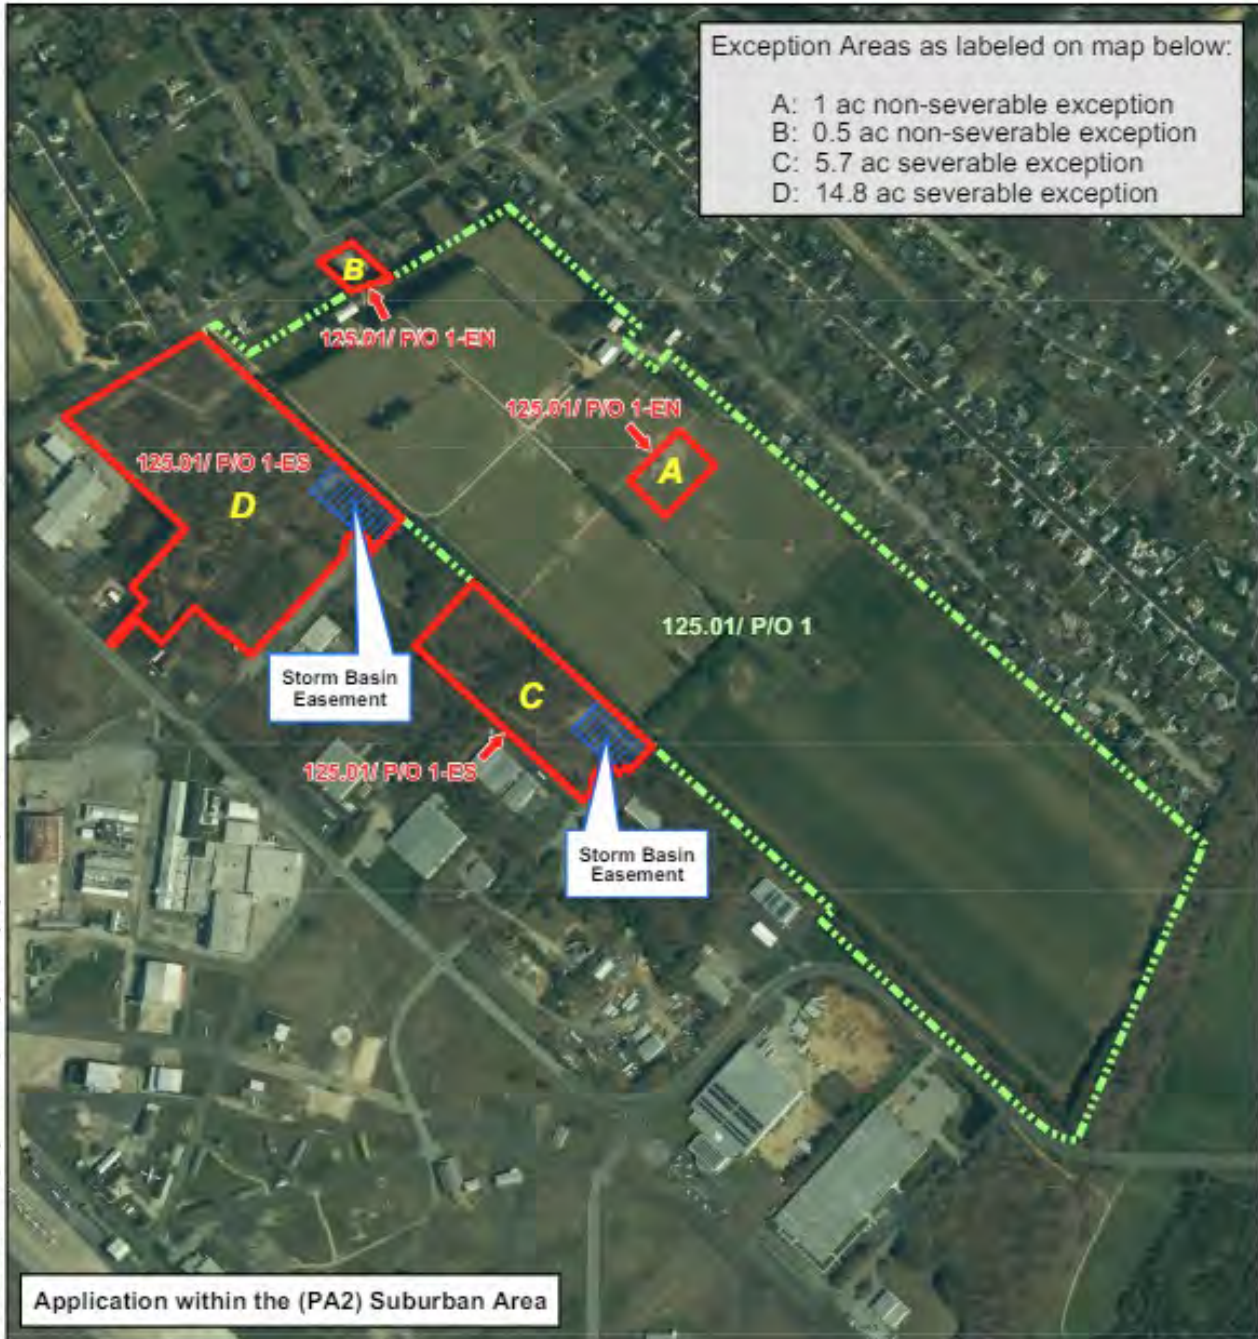 Exception Areas as labeled on map below:
A: 1 ac non-severable exception
B: 0.5 ac non-severable exception
C: 5.7 ac severable exception
D: 14.8 ac severable exception
B
125.01/ P/O 1-EN
125.01/ P/O 1-EN
A
125.01/ P/O 1-ES
D
125.01/ P/O 1
Storm Basin
Easement
C
125.01/ P/O 1-ES
Storm Basin
Easement
Application within the (PA2) Suburban Area